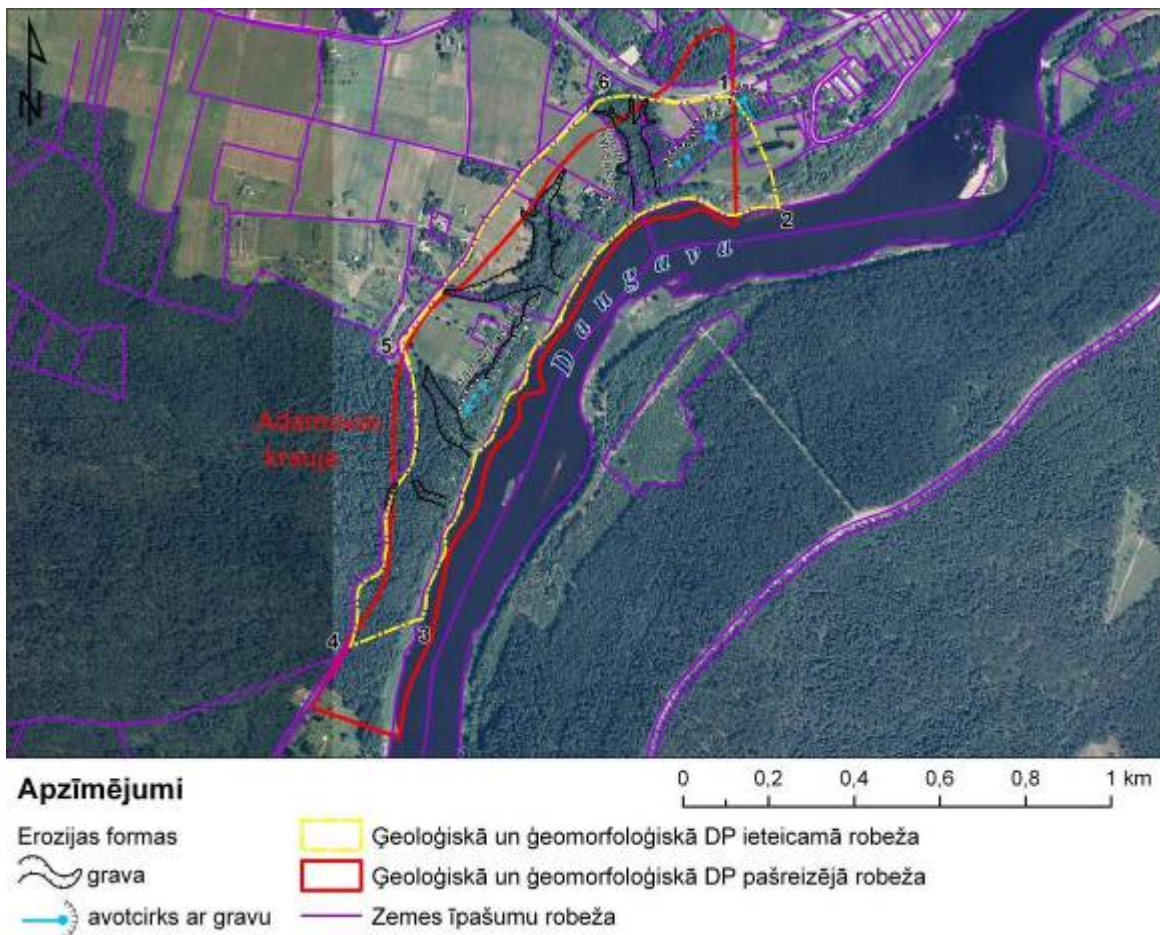 6
1
2
Daugava
5
Adamovas
krauja
4
3
N
Apzīmējumi
0 0,2 0,4 0,6 0,8 1 km
Erozijas formas
Ģeoloģiskā un ģeomorfoloģiskā DP ieteicamā robeža
grava
Ģeoloģiskā un ģeomorfoloģiskā DP pašreizējā robeža
avotcirks ar gravu
Zemes īpašumu robeža